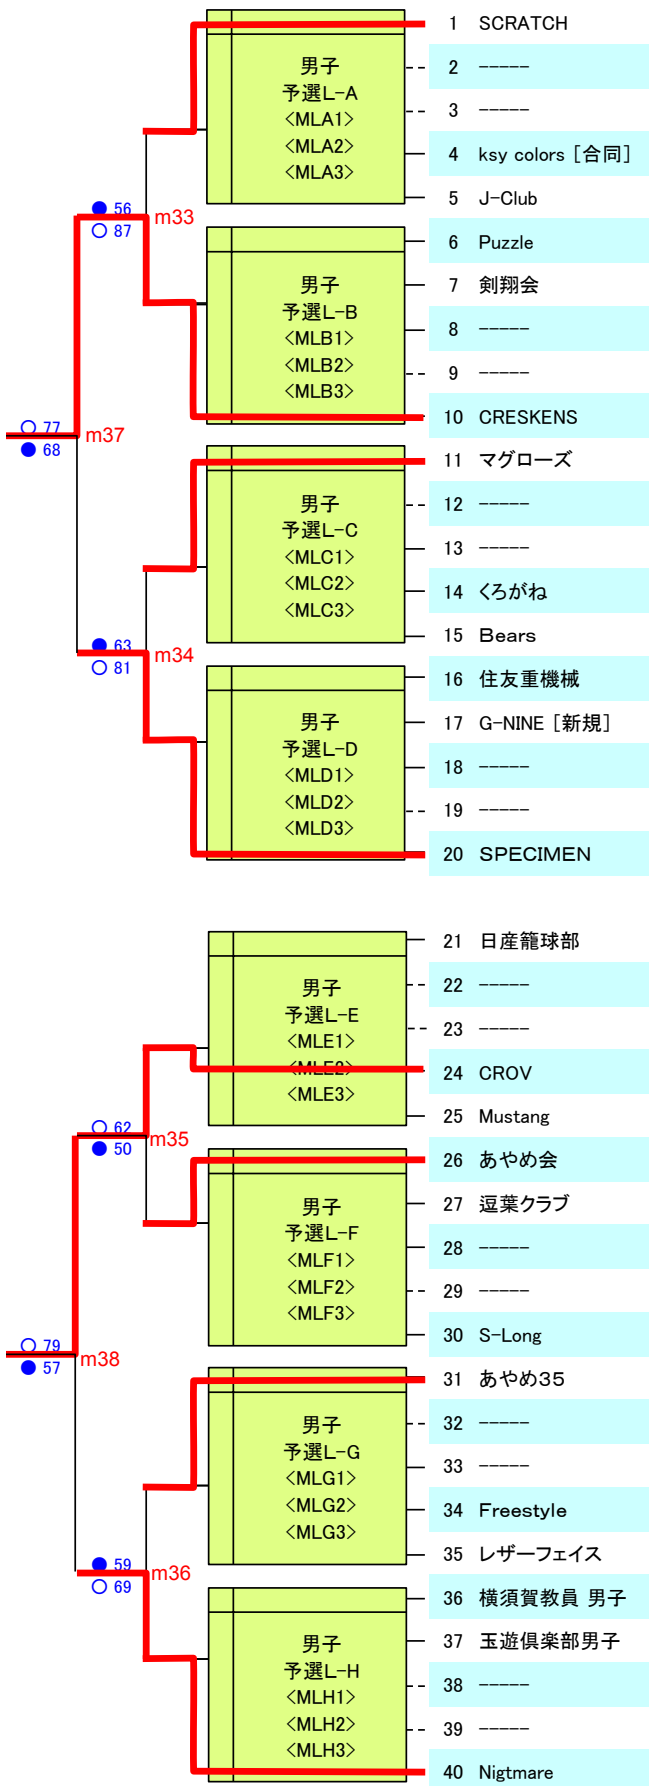 1 SCRATCH
男子
予選L-A
<MLA1>
<MLA2>
<MLA3>
2 -----
3 -----
4 ksy colors [合同]
5 J-Club
● 56
○ 87
m33
6 Puzzle
男子
予選L-B
<MLB1>
<MLB2>
<MLB3>
7 剣翔会
8 -----
9 -----
10 CRESKENS
○ 77
● 68
m37
11 マグローズ
男子
予選L-C
<MLC1>
<MLC2>
<MLC3>
12 -----
13 -----
14 くろがね
15 Bears
● 63
○ 81
m34
16 住友重機械
男子
予選L-D
<MLD1>
<MLD2>
<MLD3>
17 G-NINE [新規]
18 -----
19 -----
20 SPECIMEN
21 日産籠球部
男子
予選L-E
<MLE1>
<MLE2>
<MLE3>
22 -----
23 -----
24 CROV
25 Mustang
○ 62
● 50
m35
26 あやめ会
男子
予選L-F
<MLF1>
<MLF2>
<MLF3>
27 逗葉クラブ
28 -----
29 -----
30 S-Long
○ 79
● 57
m38
31 あやめ35
男子
予選L-G
<MLG1>
<MLG2>
<MLG3>
32 -----
33 -----
34 Freestyle
35 レザーフェイス
● 59
○ 69
m36
36 横須賀教員 男子
男子
予選L-H
<MLH1>
<MLH2>
<MLH3>
37 玉遊倶楽部男子
38 -----
39 -----
40 Nigtmare